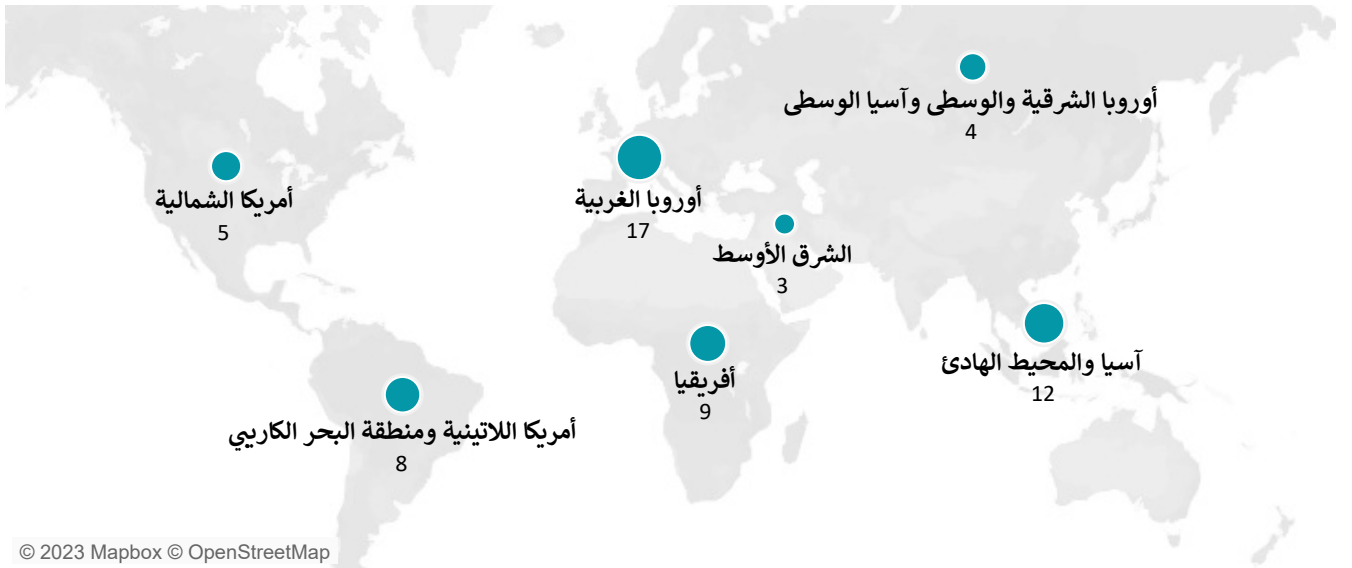 أوروبا الشرقية والوسطى وآسيا الوسطى
4
أوروبا الغربية
17
أمريكا الشمالية
5
الشرق الأوسط
3
آسيا والمحيط الهادئ
12
أفريقيا
9
أمريكا اللاتينية ومنطقة البحر الكاريبي
8
© 2023 Mapbox © OpenStreetMap